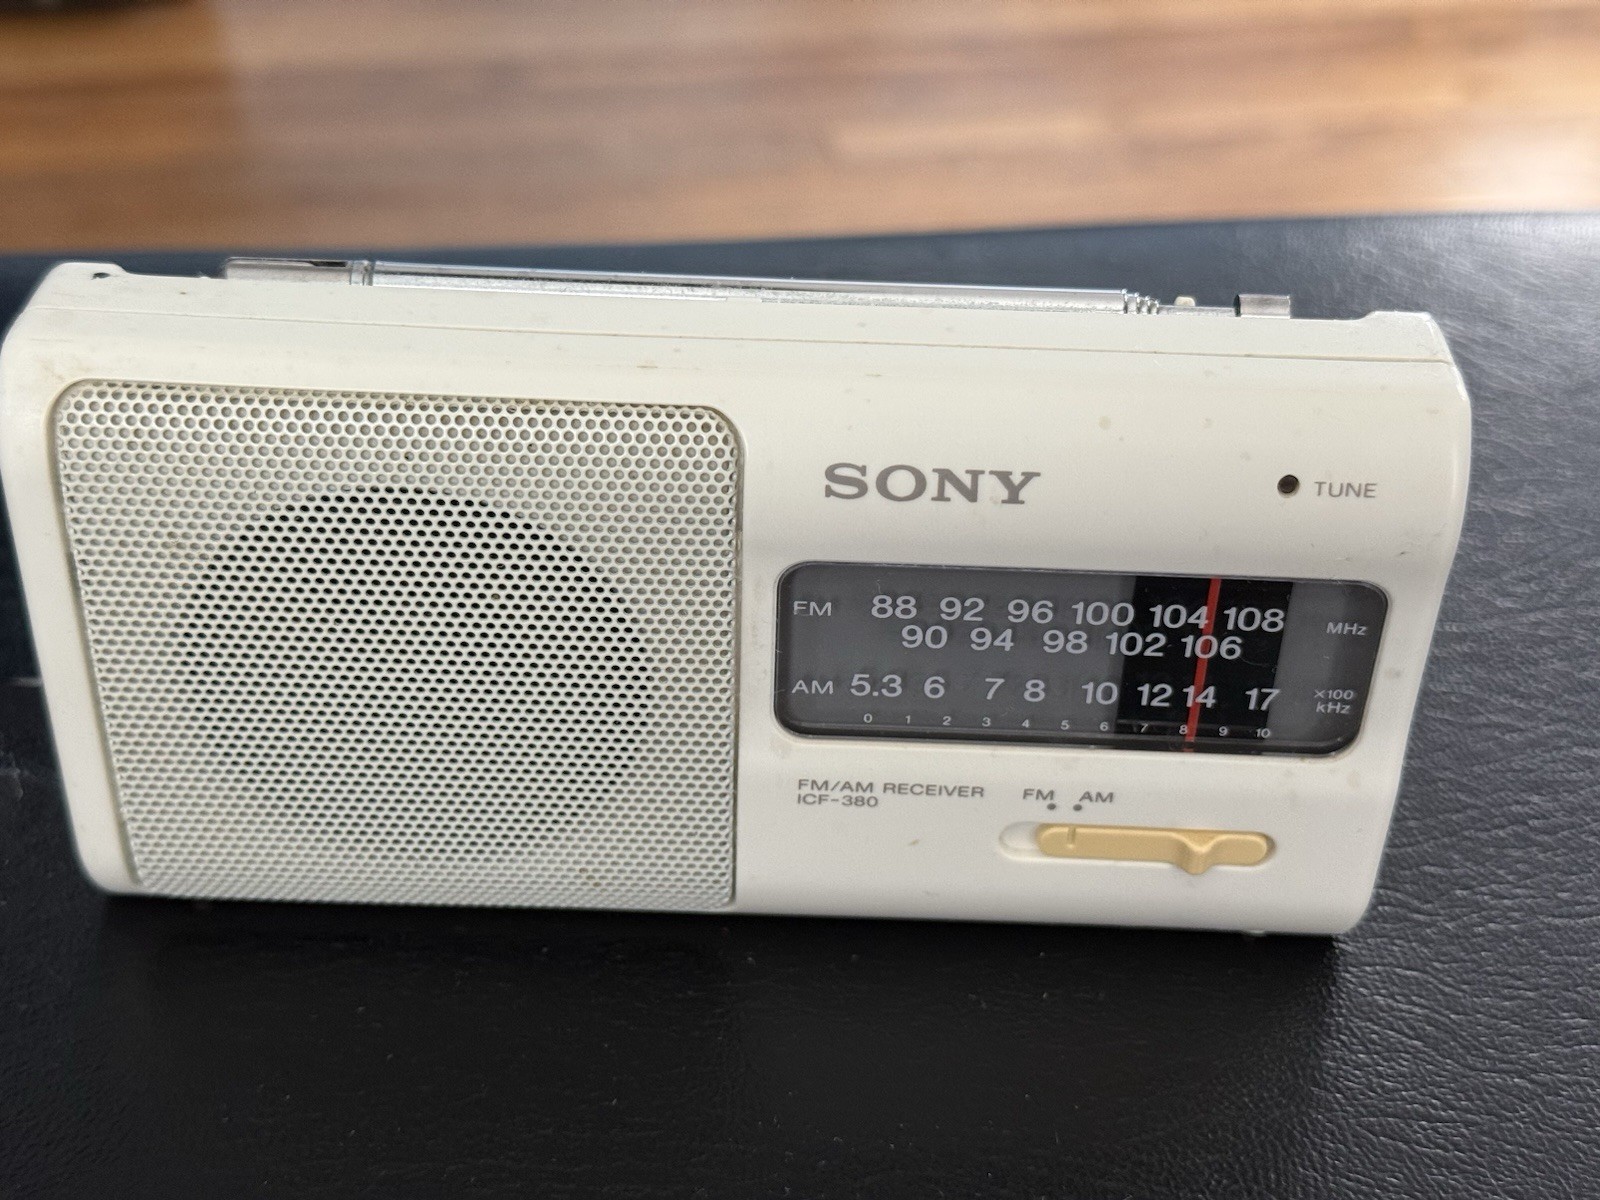 SONY
TUNE
FM 88 92 96 100 104 108 MHz
90 94 98 102 106
AM 5.3 6 7 8 10 12 14 17 X100 kHz
0 1 2 3 4 5 6 7 8 9 10
FM/AM RECEIVER
ICF-380
FM AM